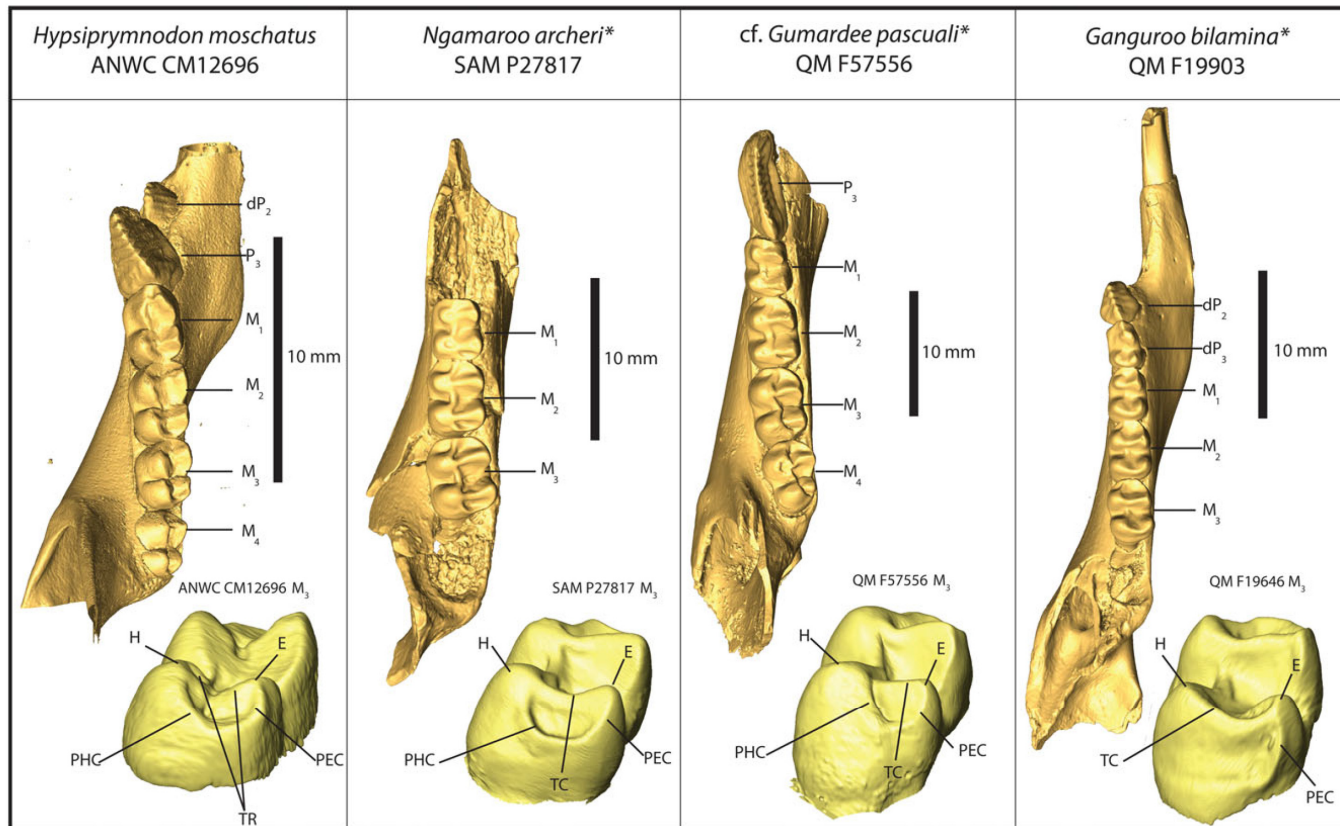 Hypsiprymnodon moschatus
ANWC CM12696
Ngamaroo archeri*
SAM P27817
cf. Gumardee pascuali*
QM F57556
Ganguroo bilamina*
QM F19903
dP2
P3
M1
M2
M3
M4
10 mm
ANWC CM12696 M3
H
E
PHC
PEC
TR
M1
M2
M3
10 mm
SAM P27817 M3
H
E
PHC
PEC
TC
P3
M1
M2
M3
M4
10 mm
QM F57556 M3
H
E
PHC
TC
PEC
dP2
dP3
M1
M2
M3
10 mm
QM F19646 M3
H
E
TC
PEC